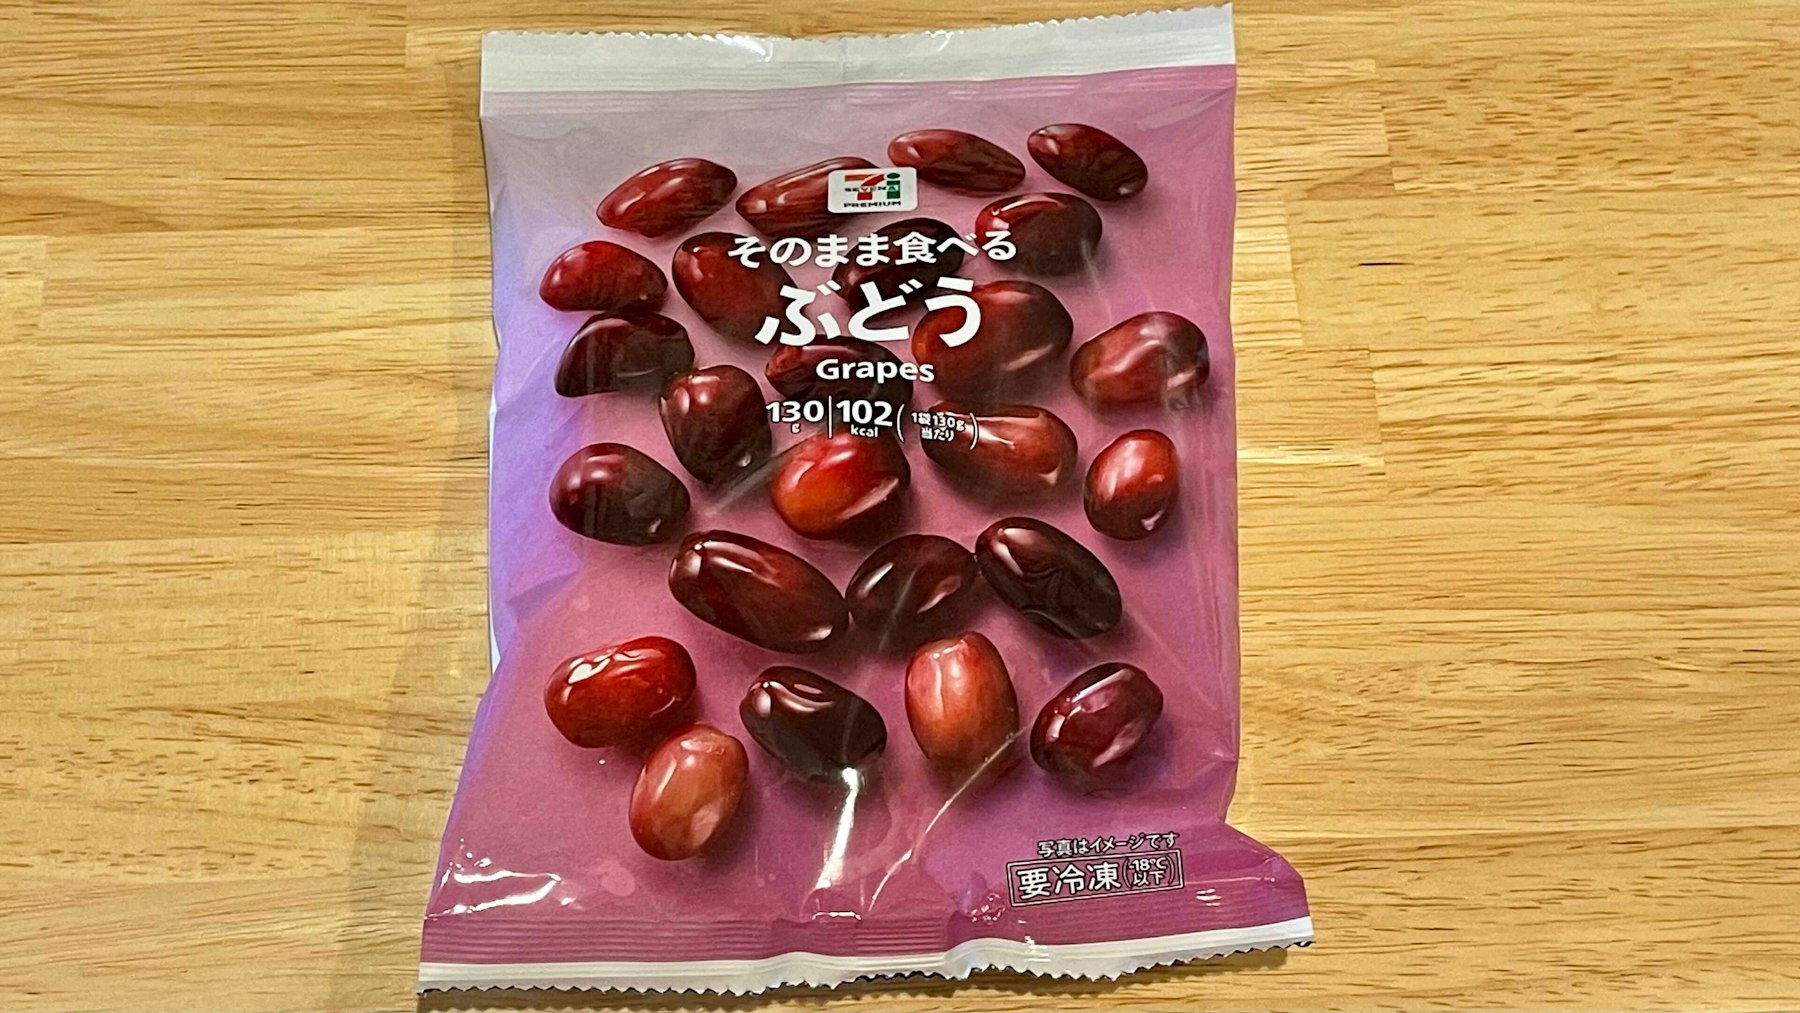 SEVEN&i
PREMIUM
そのまま食べる
ぶどう
Grapes
130g|102kcal(1袋130g当たり)
写真はイメージです
要冷凍(-18℃以下)